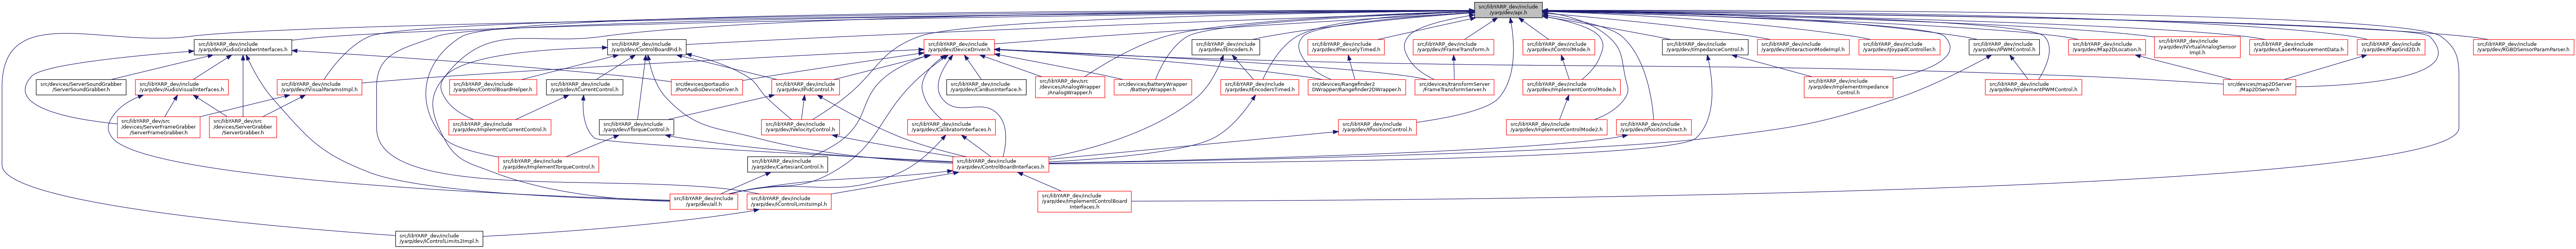 src/libYARP_dev/include
/yarp/dev/api.h
src/libYARP_dev/include
/yarp/dev/AudioGrabberInterfaces.h
src/libYARP_dev/include
/yarp/dev/ControlBoardPid.h
src/libYARP_dev/include
/yarp/dev/DeviceDriver.h
src/libYARP_dev/include
/yarp/dev/IEncoders.h
src/libYARP_dev/include
/yarp/dev/IPreciselyTimed.h
src/libYARP_dev/include
/yarp/dev/IFrameTransform.h
src/libYARP_dev/include
/yarp/dev/IControlMode.h
src/libYARP_dev/include
/yarp/dev/IImpedanceControl.h
src/libYARP_dev/include
/yarp/dev/IInteractionModeImpl.h
src/libYARP_dev/include
/yarp/dev/IJoypadController.h
src/libYARP_dev/include
/yarp/dev/IPWMControl.h
src/libYARP_dev/include
/yarp/dev/Map2DLocation.h
src/libYARP_dev/include
/yarp/dev/IVirtualAnalogSensor
Impl.h
src/libYARP_dev/include
/yarp/dev/LaserMeasurementData.h
src/libYARP_dev/include
/yarp/dev/MapGrid2D.h
src/libYARP_dev/include
/yarp/dev/RGBDSensorParamParser.h
src/devices/ServerSoundGrabber
/ServerSoundGrabber.h
src/libYARP_dev/include
/yarp/dev/AudioVisualInterfaces.h
src/libYARP_dev/include
/yarp/dev/IVisualParamsImpl.h
src/libYARP_dev/include
/yarp/dev/ControlBoardHelper.h
src/libYARP_dev/include
/yarp/dev/ICurrentControl.h
src/devices/portaudio
/PortAudioDeviceDriver.h
src/libYARP_dev/include
/yarp/dev/IPidControl.h
src/libYARP_dev/include
/yarp/dev/CanBusInterface.h
src/libYARP_dev/src
/devices/AnalogWrapper
/AnalogWrapper.h
src/devices/batteryWrapper
/BatteryWrapper.h
src/libYARP_dev/include
/yarp/dev/IEncodersTimed.h
src/devices/Rangefinder2
DWrapper/Rangefinder2DWrapper.h
src/devices/transformServer
/FrameTransformServer.h
src/libYARP_dev/include
/yarp/dev/ImplementControlMode.h
src/libYARP_dev/include
/yarp/dev/ImplementImpedance
Control.h
src/libYARP_dev/include
/yarp/dev/ImplementPWMControl.h
src/devices/map2DServer
/Map2DServer.h
src/libYARP_dev/src
/devices/ServerFrameGrabber
/ServerFrameGrabber.h
src/libYARP_dev/src
/devices/ServerGrabber
/ServerGrabber.h
src/libYARP_dev/include
/yarp/dev/ImplementCurrentControl.h
src/libYARP_dev/include
/yarp/dev/ITorqueControl.h
src/libYARP_dev/include
/yarp/dev/IVelocityControl.h
src/libYARP_dev/include
/yarp/dev/CalibratorInterfaces.h
src/libYARP_dev/include
/yarp/dev/IPositionControl.h
src/libYARP_dev/include
/yarp/dev/ImplementControlMode2.h
src/libYARP_dev/include
/yarp/dev/IPositionDirect.h
src/libYARP_dev/include
/yarp/dev/ImplementTorqueControl.h
src/libYARP_dev/include
/yarp/dev/CartesianControl.h
src/libYARP_dev/include
/yarp/dev/ControlBoardInterfaces.h
src/libYARP_dev/include
/yarp/dev/all.h
src/libYARP_dev/include
/yarp/dev/IControlLimitsImpl.h
src/libYARP_dev/include
/yarp/dev/ImplementControlBoard
Interfaces.h
src/libYARP_dev/include
/yarp/dev/IControlLimits2Impl.h